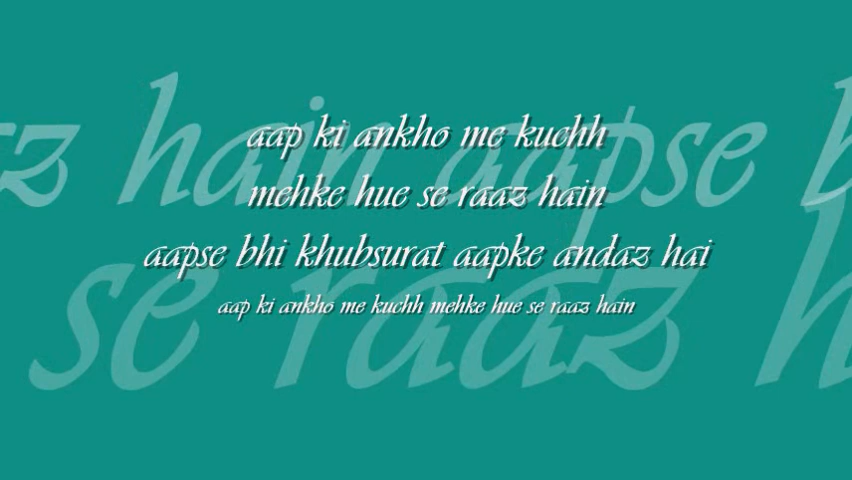 aap ki ankho me kuchh
mehke hue se raaz hain
aapse bhi khubsurat aapke andaz hai
aap ki ankho me kuchh mehke hue se raaz hain
hain aapse
se raaz